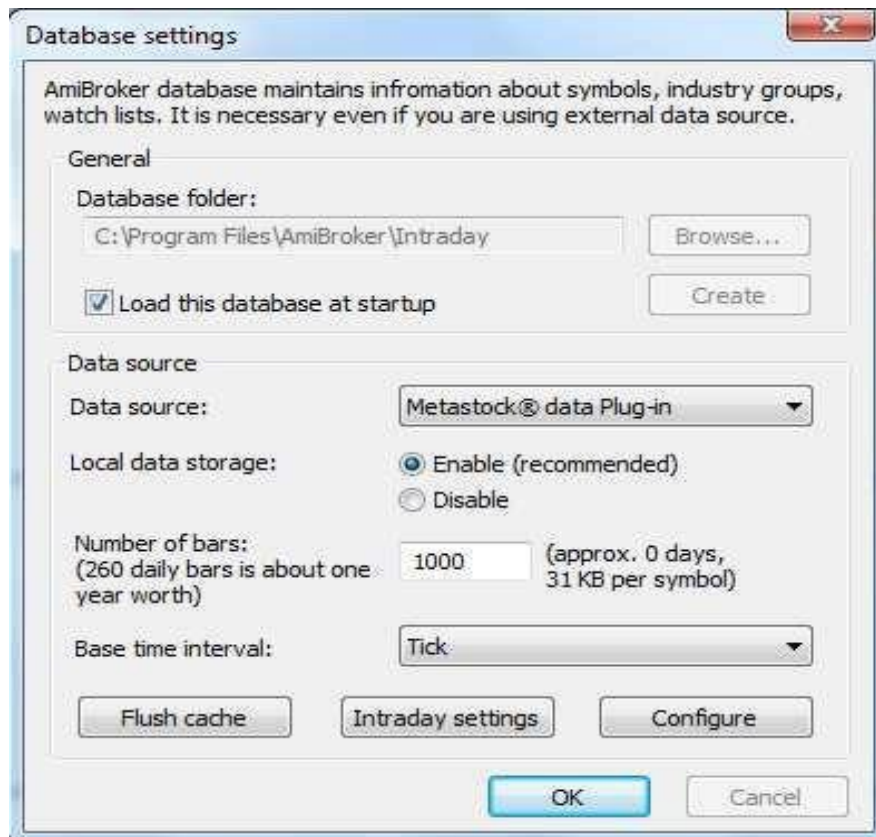 Database settings
AmiBroker database maintains infromation about symbols, industry groups,
watch lists. It is necessary even if you are using external data source.
General
Database folder:
C:\Program Files\AmiBroker\Intraday
Browse...
Load this database at startup
Create
Data source
Data source:
Metastock® data Plug-in
Local data storage:
Enable (recommended)
Disable
Number of bars:
(260 daily bars is about one
year worth)
1000
(approx. 0 days,
31 KB per symbol)
Base time interval:
Tick
Flush cache
Intraday settings
Configure
OK
Cancel